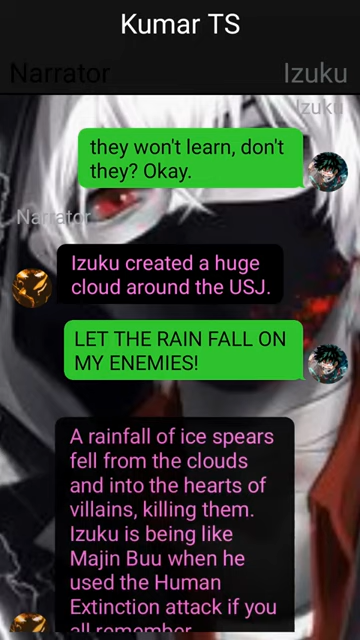 Kumar TS
Narrator
Izuku
Izuku
they won't learn, don't
they? Okay.
Narrator
Izuku created a huge
cloud around the USJ.
LET THE RAIN FALL ON
MY ENEMIES!
A rainfall of ice spears
fell from the clouds
and into the hearts of
villains, killing them.
Izuku is being like
Majin Buu when he
used the Human
Extinction attack if you
all remember